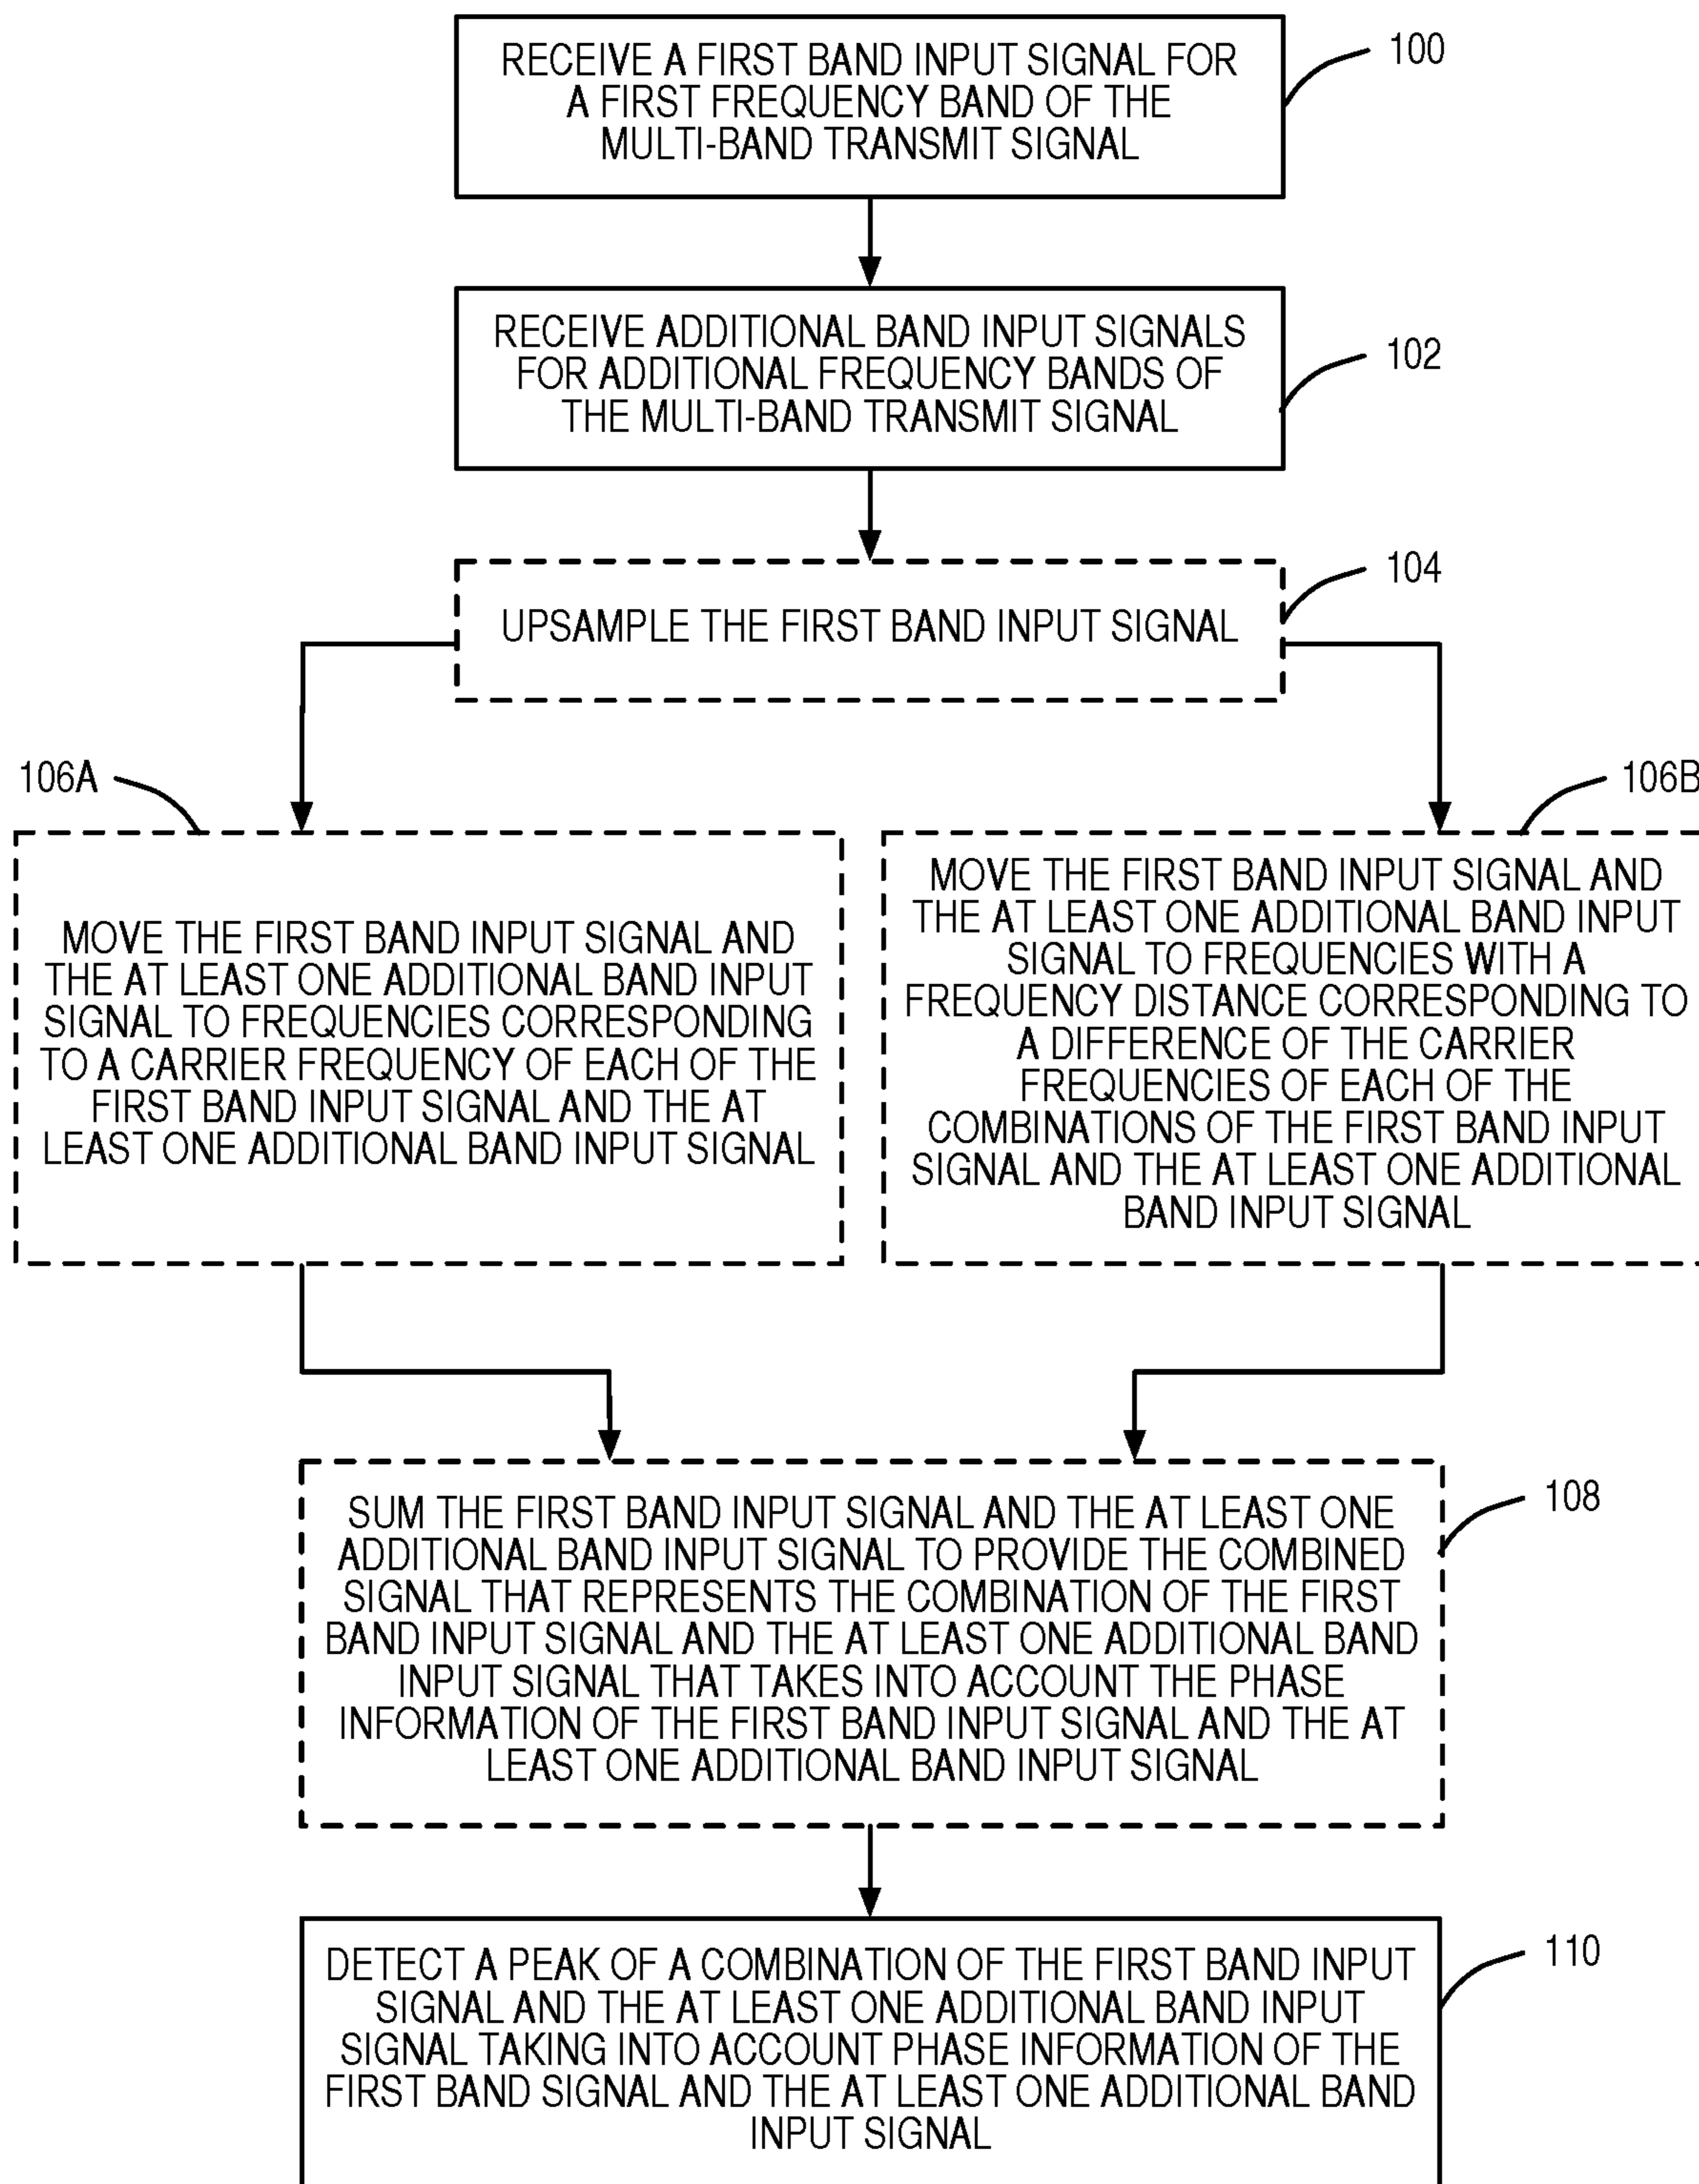 RECEIVE A FIRST BAND INPUT SIGNAL FOR
A FIRST FREQUENCY BAND OF THE
MULTI-BAND TRANSMIT SIGNAL
100
RECEIVE ADDITIONAL BAND INPUT SIGNALS
FOR ADDITIONAL FREQUENCY BANDS OF
THE MULTI-BAND TRANSMIT SIGNAL
102
UPSAMPLE THE FIRST BAND INPUT SIGNAL
104
106A
MOVE THE FIRST BAND INPUT SIGNAL AND
THE AT LEAST ONE ADDITIONAL BAND INPUT
SIGNAL TO FREQUENCIES CORRESPONDING
TO A CARRIER FREQUENCY OF EACH OF THE
FIRST BAND INPUT SIGNAL AND THE AT
LEAST ONE ADDITIONAL BAND INPUT SIGNAL
106B
MOVE THE FIRST BAND INPUT SIGNAL AND
THE AT LEAST ONE ADDITIONAL BAND INPUT
SIGNAL TO FREQUENCIES WITH A
FREQUENCY DISTANCE CORRESPONDING TO
A DIFFERENCE OF THE CARRIER
FREQUENCIES OF EACH OF THE
COMBINATIONS OF THE FIRST BAND INPUT
SIGNAL AND THE AT LEAST ONE ADDITIONAL
BAND INPUT SIGNAL
SUM THE FIRST BAND INPUT SIGNAL AND THE AT LEAST ONE
ADDITIONAL BAND INPUT SIGNAL TO PROVIDE THE COMBINED
SIGNAL THAT REPRESENTS THE COMBINATION OF THE FIRST
BAND INPUT SIGNAL AND THE AT LEAST ONE ADDITIONAL BAND
INPUT SIGNAL THAT TAKES INTO ACCOUNT THE PHASE
INFORMATION OF THE FIRST BAND INPUT SIGNAL AND THE AT
LEAST ONE ADDITIONAL BAND INPUT SIGNAL
108
DETECT A PEAK OF A COMBINATION OF THE FIRST BAND INPUT
SIGNAL AND THE AT LEAST ONE ADDITIONAL BAND INPUT
SIGNAL TAKING INTO ACCOUNT PHASE INFORMATION OF THE
FIRST BAND SIGNAL AND THE AT LEAST ONE ADDITIONAL BAND
INPUT SIGNAL
110